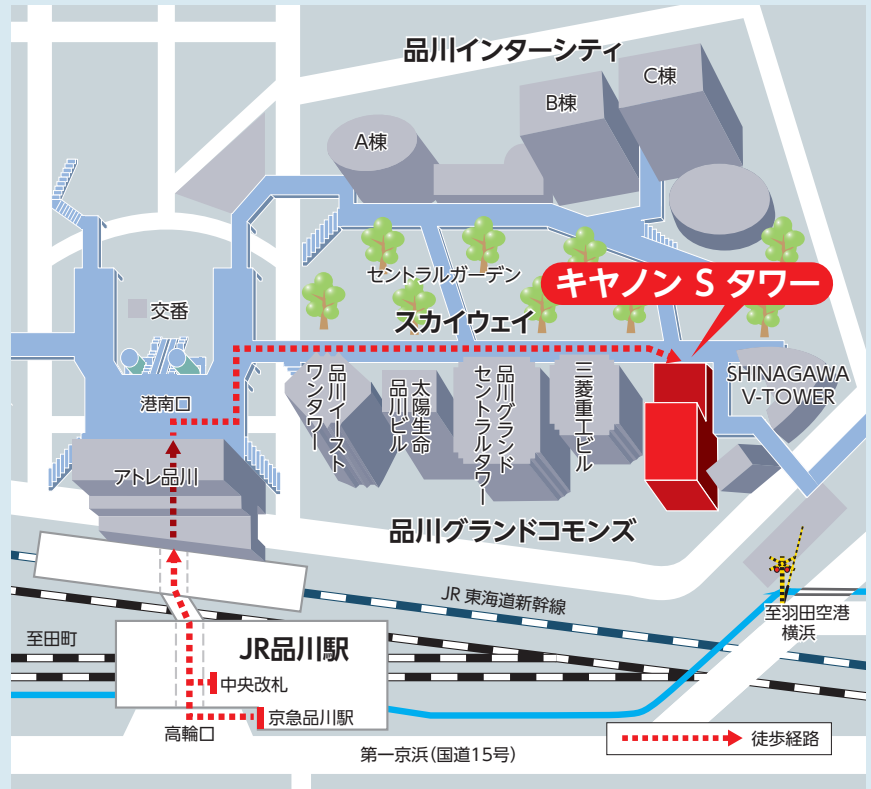 品川インターシティ
C棟
B棟
A棟
セントラルガーデン
キヤノン S タワー
交番
スカイウェイ
港南口
品川イースト
ワンタワー
太陽生命
品川ビル
品川グランド
セントラルタワー
三菱重工ビル
SHINAGAWA
V-TOWER
アトレ品川
品川グランドコモンズ
JR 東海道新幹線
至羽田空港
横浜
至田町
JR品川駅
中央改札
京急品川駅
高輪口
第一京浜(国道15号)
徒歩経路